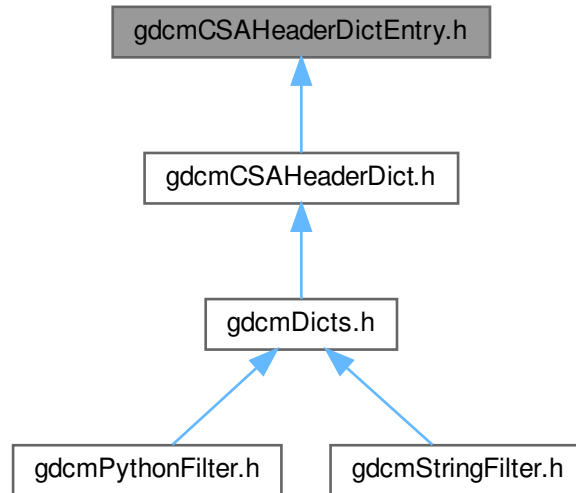 gdcmCSAHeaderDictEntry.h
gdcmCSAHeaderDict.h
gdcmDicts.h
gdcmPythonFilter.h
gdcmStringFilter.h